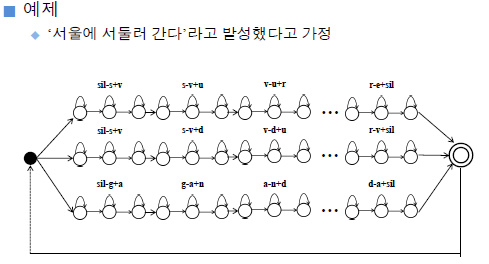 예제
'서울에 서둘러 간다'라고 발성했다고 가정
sil-s+v s-v+u v-u+r r-e+sil
...
sil-s+v s-v+d v-d+u r-v+sil
...
sil-g+a g-a+n a-n+d d-a+sil
...